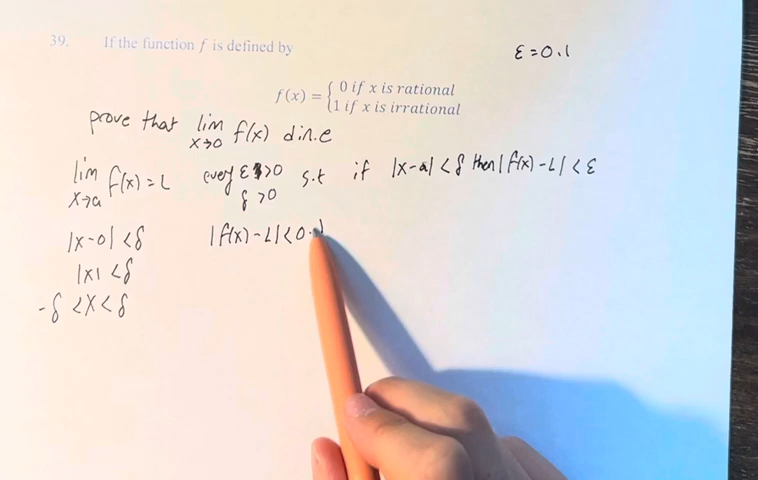 39. If the function f is defined by
ε = 0.1
f(x) = { 0 if x is rational
1 if x is irrational
prove that lim x→0 f(x) d.n.e
lim x→a f(x) = L every ε > 0 δ > 0 s.t if |x-a| < δ then |f(x) - L| < ε
|x-0| < δ |f(x) - L| < 0.1
|x| < δ
-δ < x < δ